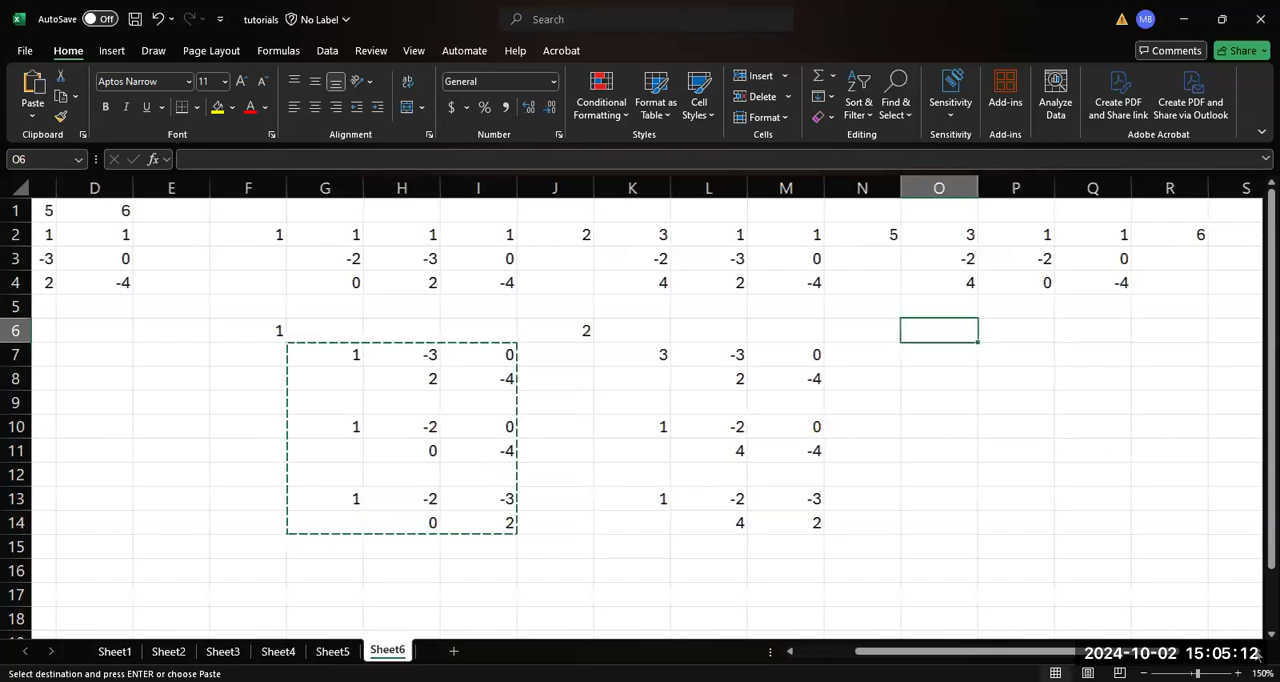 AutoSave Off tutorials No Label Search MB
File Home Insert Draw Page Layout Formulas Data Review View Automate Help Acrobat Comments Share
Paste Aptos Narrow 11 A A ab General Conditional Formatting Format as Table Cell Styles Insert Delete Format Sort & Filter Find & Select Sensitivity Add-ins Analyze Data Create PDF and Share link Create PDF and Share via Outlook
B I U A $ % 9
Clipboard Font Alignment Number Styles Cells Editing Sensitivity Add-ins Adobe Acrobat
O6 fx
D E F G H I J K L M N O P Q R S
1 5 6
2 1 1 1 1 1 1 2 3 1 1 5 3 1 1 6
3 -3 0 -2 -3 0 -2 -3 0 -2 -2 0
4 2 -4 0 2 -4 4 2 -4 4 0 -4
5
6 1 2
7 1 -3 0 3 -3 0
8 2 -4 2 -4
9
10 1 -2 0 1 -2 0
11 0 -4 4 -4
12
13 1 -2 -3 1 -2 -3
14 0 2 4 2
15
16
17
18
Sheet1 Sheet2 Sheet3 Sheet4 Sheet5 Sheet6 +
2024-10-02 15:05:12
Select destination and press ENTER or choose Paste 150%